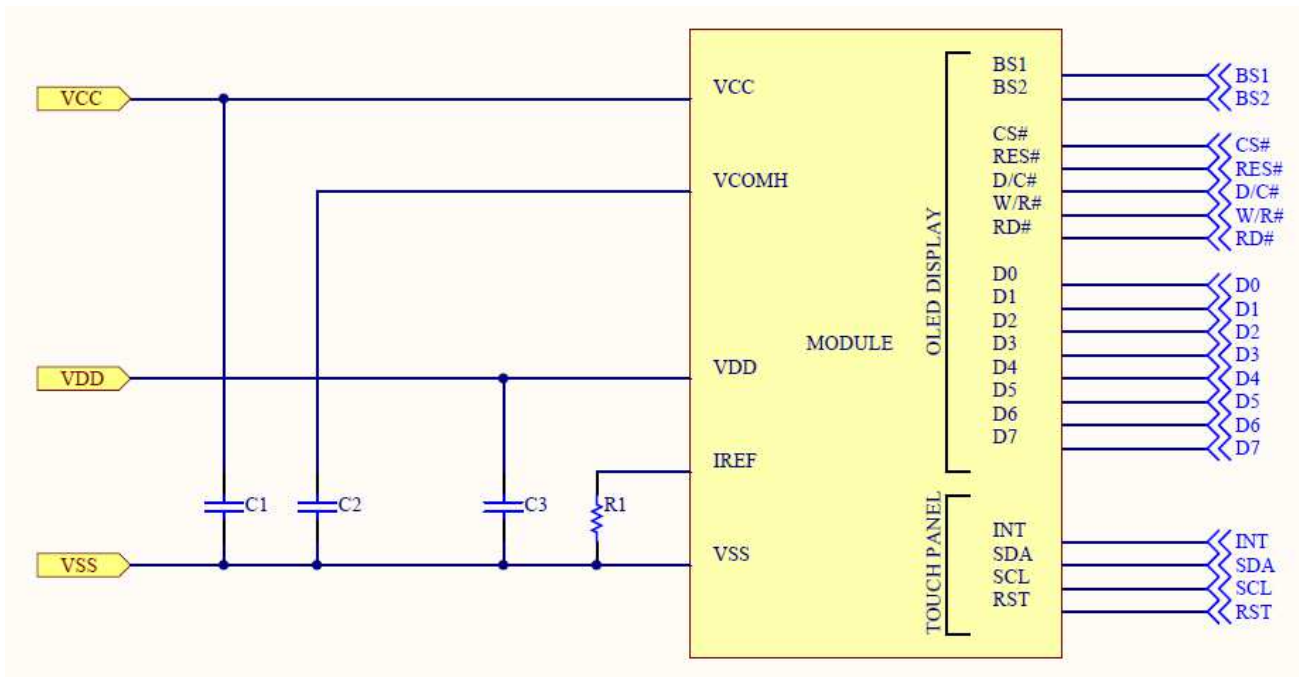 VCC
VDD
VSS
C1
C2
C3
R1
VCC
VCOMH
VDD
IREF
VSS
MODULE
OLED DISPLAY
BS1
BS2
CS#
RES#
D/C#
W/R#
RD#
D0
D1
D2
D3
D4
D5
D6
D7
TOUCH PANEL
INT
SDA
SCL
RST
BS1
BS2
CS#
RES#
D/C#
W/R#
RD#
D0
D1
D2
D3
D4
D5
D6
D7
INT
SDA
SCL
RST